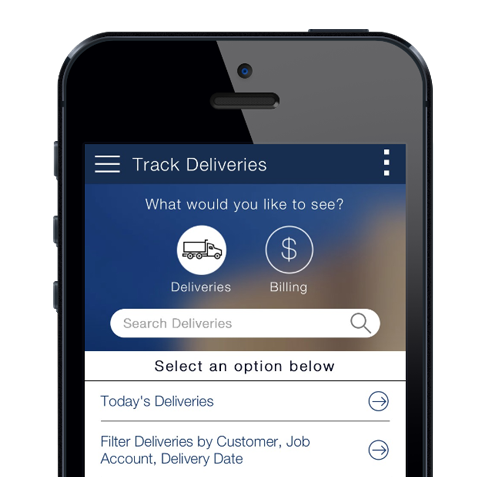 Track Deliveries
What would you like to see?
$
Deliveries
Billing
Search Deliveries
Select an option below
Today's Deliveries
Filter Deliveries by Customer, Job
Account, Delivery Date